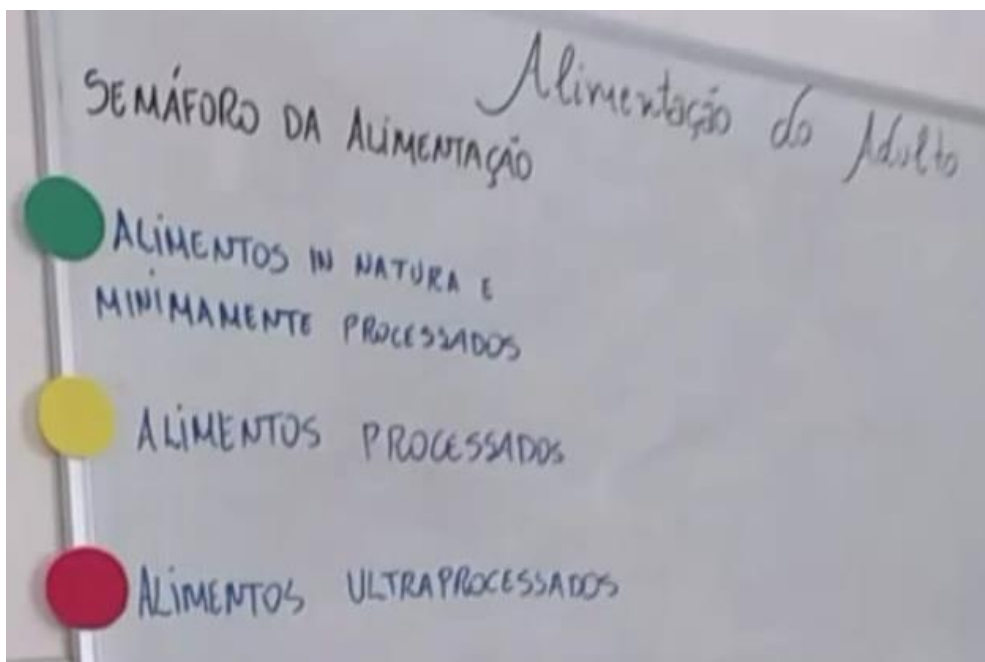 Alimentação do Adulto
SEMÁFORO DA ALIMENTAÇÃO
ALIMENTOS IN NATURA E
MINIMAMENTE PROCESSADOS
ALIMENTOS PROCESSADOS
ALIMENTOS ULTRAPROCESSADOS